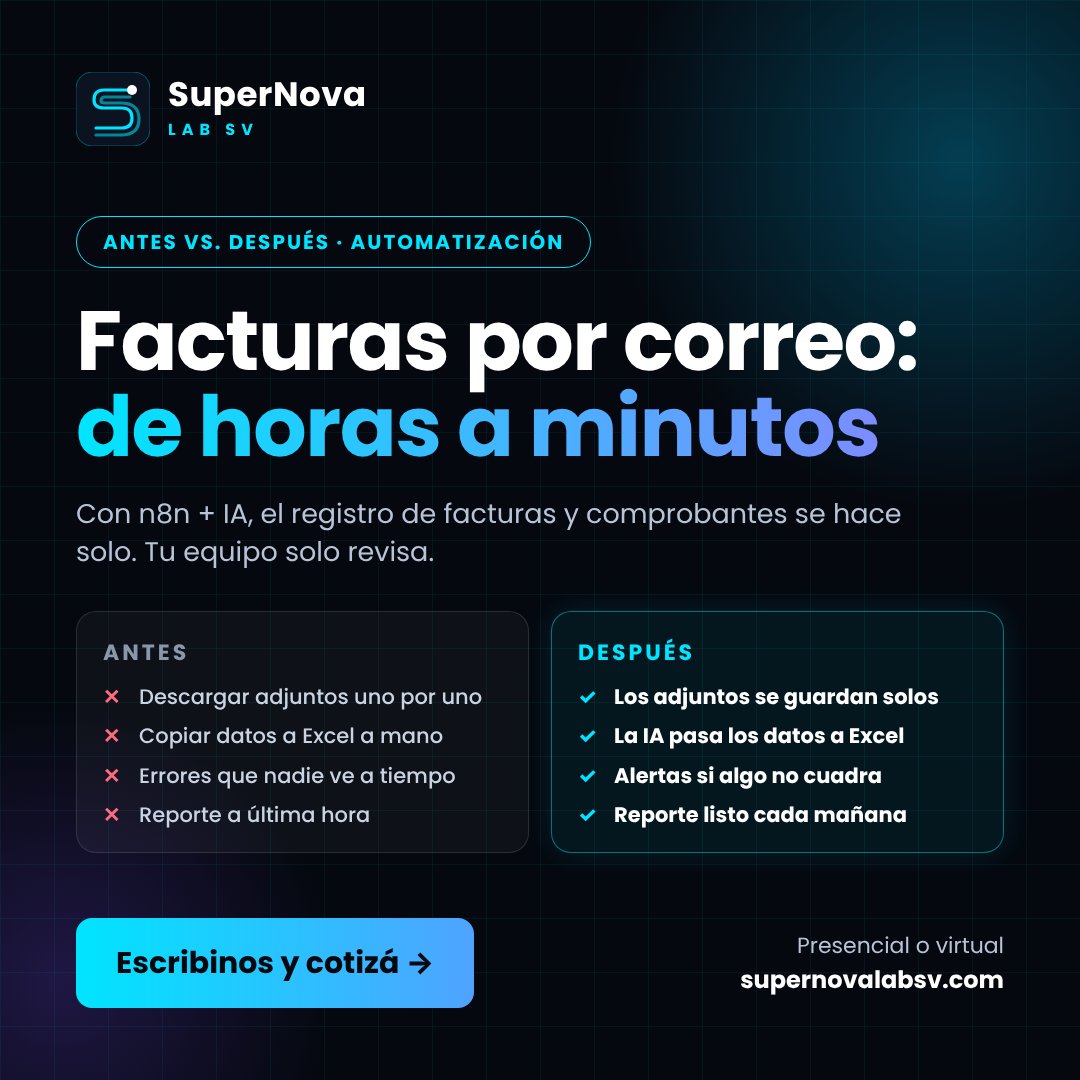 SuperNova
LAB SV
ANTES VS. DESPUÉS · AUTOMATIZACIÓN
Facturas por correo:
de horas a minutos
Con n8n + IA, el registro de facturas y comprobantes se hace
solo. Tu equipo solo revisa.
ANTES
✕ Descargar adjuntos uno por uno
✕ Copiar datos a Excel a mano
✕ Errores que nadie ve a tiempo
✕ Reporte a última hora
DESPUÉS
✓ Los adjuntos se guardan solos
✓ La IA pasa los datos a Excel
✓ Alertas si algo no cuadra
✓ Reporte listo cada mañana
Escribinos y cotizá →
Presencial o virtual
supernovalabsv.com